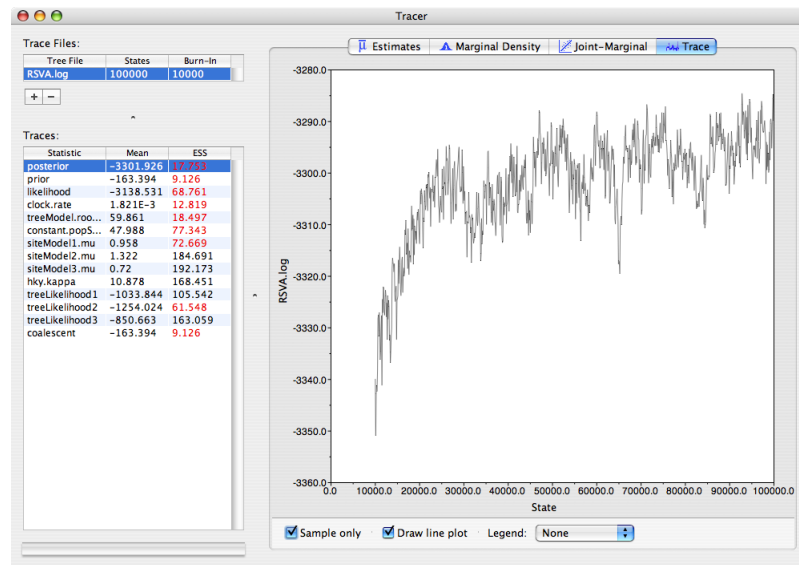 Tracer
Trace Files:
Tree File States Burn-In
RSVA.log 100000 10000
+ −
Traces:
Statistic Mean ESS
posterior -3301.926 17.751
prior -163.394 9.126
likelihood -3138.531 68.761
clock.rate 1.821E-3 12.819
treeModel.roo... 59.861 18.497
constant.popS... 47.988 77.343
siteModel1.mu 0.958 72.669
siteModel2.mu 1.322 184.691
siteModel3.mu 0.72 192.173
hky.kappa 10.878 168.451
treeLikelihood1 -1033.844 105.542
treeLikelihood2 -1254.024 61.548
treeLikelihood3 -850.663 163.059
coalescent -163.394 9.126
μ Estimates Marginal Density Joint-Marginal Trace
-3280.0
-3290.0
-3300.0
-3310.0
-3320.0
-3330.0
-3340.0
-3350.0
-3360.0
RSVA.log
0.0 10000.0 20000.0 30000.0 40000.0 50000.0 60000.0 70000.0 80000.0 90000.0 100000.0
State
Sample only Draw line plot Legend: None